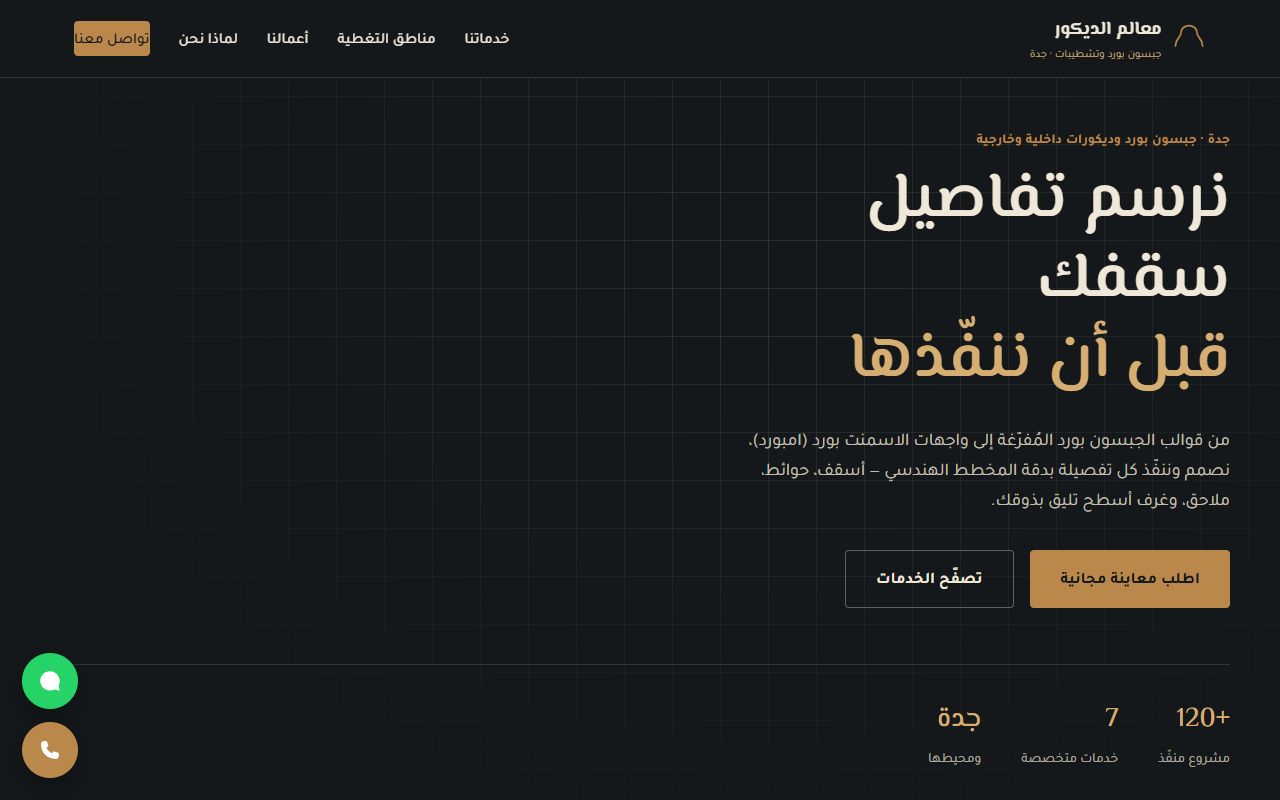 معالم الديكور
جبسون بورد وتشطيبات · جدة
خدماتنا
مناطق التغطية
أعمالنا
لماذا نحن
تواصل معنا
جدة · جبسون بورد وديكورات داخلية وخارجية
نرسم تفاصيل
سقفك
قبل أن ننفّذها
من قوالب الجبسون بورد المُفرّغة إلى واجهات الاسمنت بورد (امبورد)،
نصمم وننفّذ كل تفصيلة بدقة المخطط الهندسي — أسقف، حوائط،
ملاحق، وغرف أسطح تليق بذوقك.
اطلب معاينة مجانية
تصفّح الخدمات
120+
مشروع منفّذ
7
خدمات متخصصة
جدة
ومحيطها